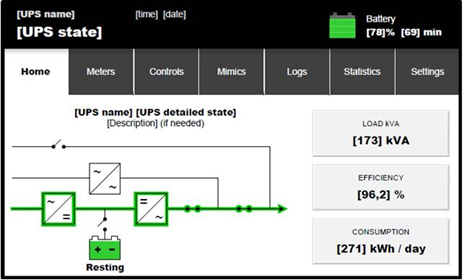 [UPS name] [time] [date]
[UPS state]
Battery
[78]% [69] min
Home Meters Controls Mimics Logs Statistics Settings
[UPS name] [UPS detailed state]
[Description] (if needed)
LOAD kVA
[173] kVA
EFFICIENCY
[96,2] %
CONSUMPTION
[271] kWh / day
~
~
~
=
=
~
+ -
Resting